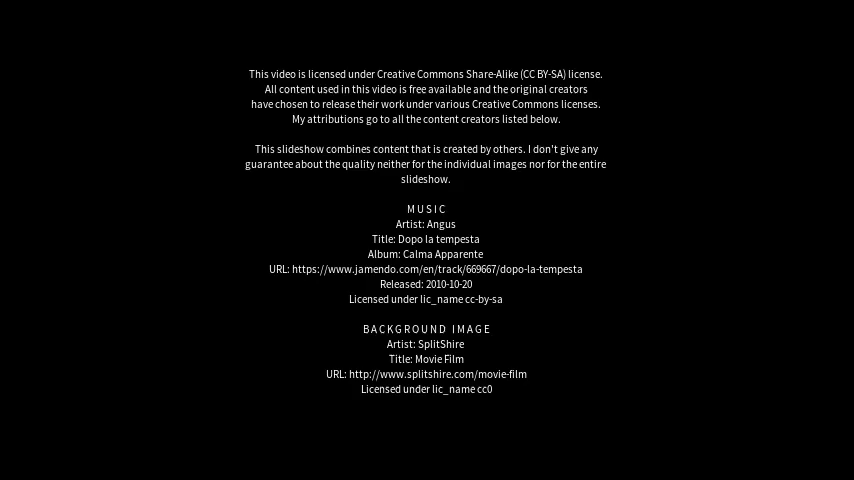 This video is licensed under Creative Commons Share-Alike (CC BY-SA) license.
All content used in this video is free available and the original creators
have chosen to release their work under various Creative Commons licenses.
My attributions go to all the content creators listed below.
This slideshow combines content that is created by others. I don't give any
guarantee about the quality neither for the individual images nor for the entire
slideshow.
MUSIC
Artist: Angus
Title: Dopo la tempesta
Album: Calma Apparente
URL: https://www.jamendo.com/en/track/669667/dopo-la-tempesta
Released: 2010-10-20
Licensed under lic_name cc-by-sa
BACKGROUND IMAGE
Artist: SplitShire
Title: Movie Film
URL: http://www.splitshire.com/movie-film
Licensed under lic_name cc0